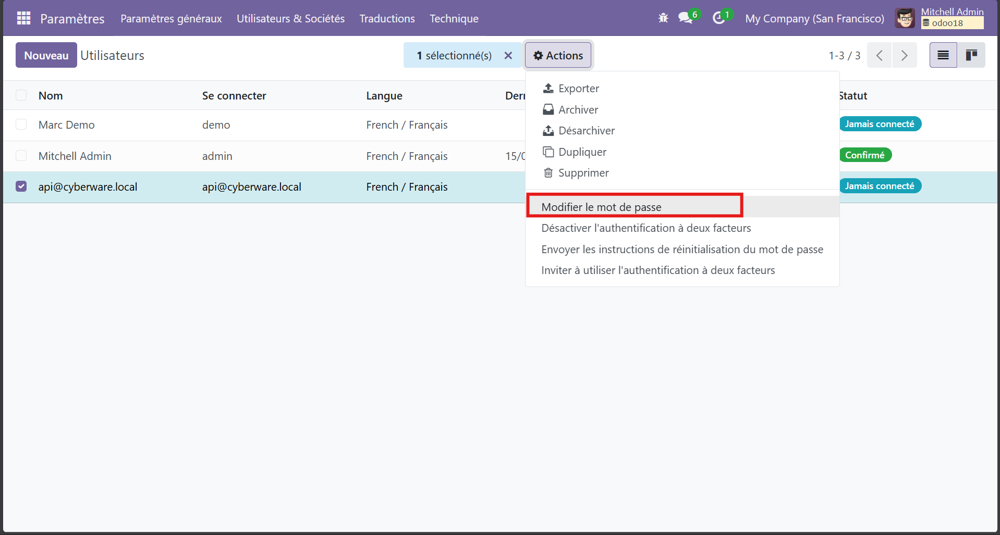 Paramètres Paramètres généraux Utilisateurs & Sociétés Traductions Technique 6 1 My Company (San Francisco) Mitchell Admin
odoo18
Nouveau Utilisateurs 1 sélectionné(s) Actions 1-3 / 3
Exporter
Nom Se connecter Langue Statut
Archiver
Marc Demo demo French / Français Jamais connecté
Désarchiver
Dupliquer
Mitchell Admin admin French / Français 15/0 Confirmé
Supprimer
api@cyberware.local api@cyberware.local French / Français Jamais connecté
Modifier le mot de passe
Désactiver l'authentification à deux facteurs
Envoyer les instructions de réinitialisation du mot de passe
Inviter à utiliser l'authentification à deux facteurs